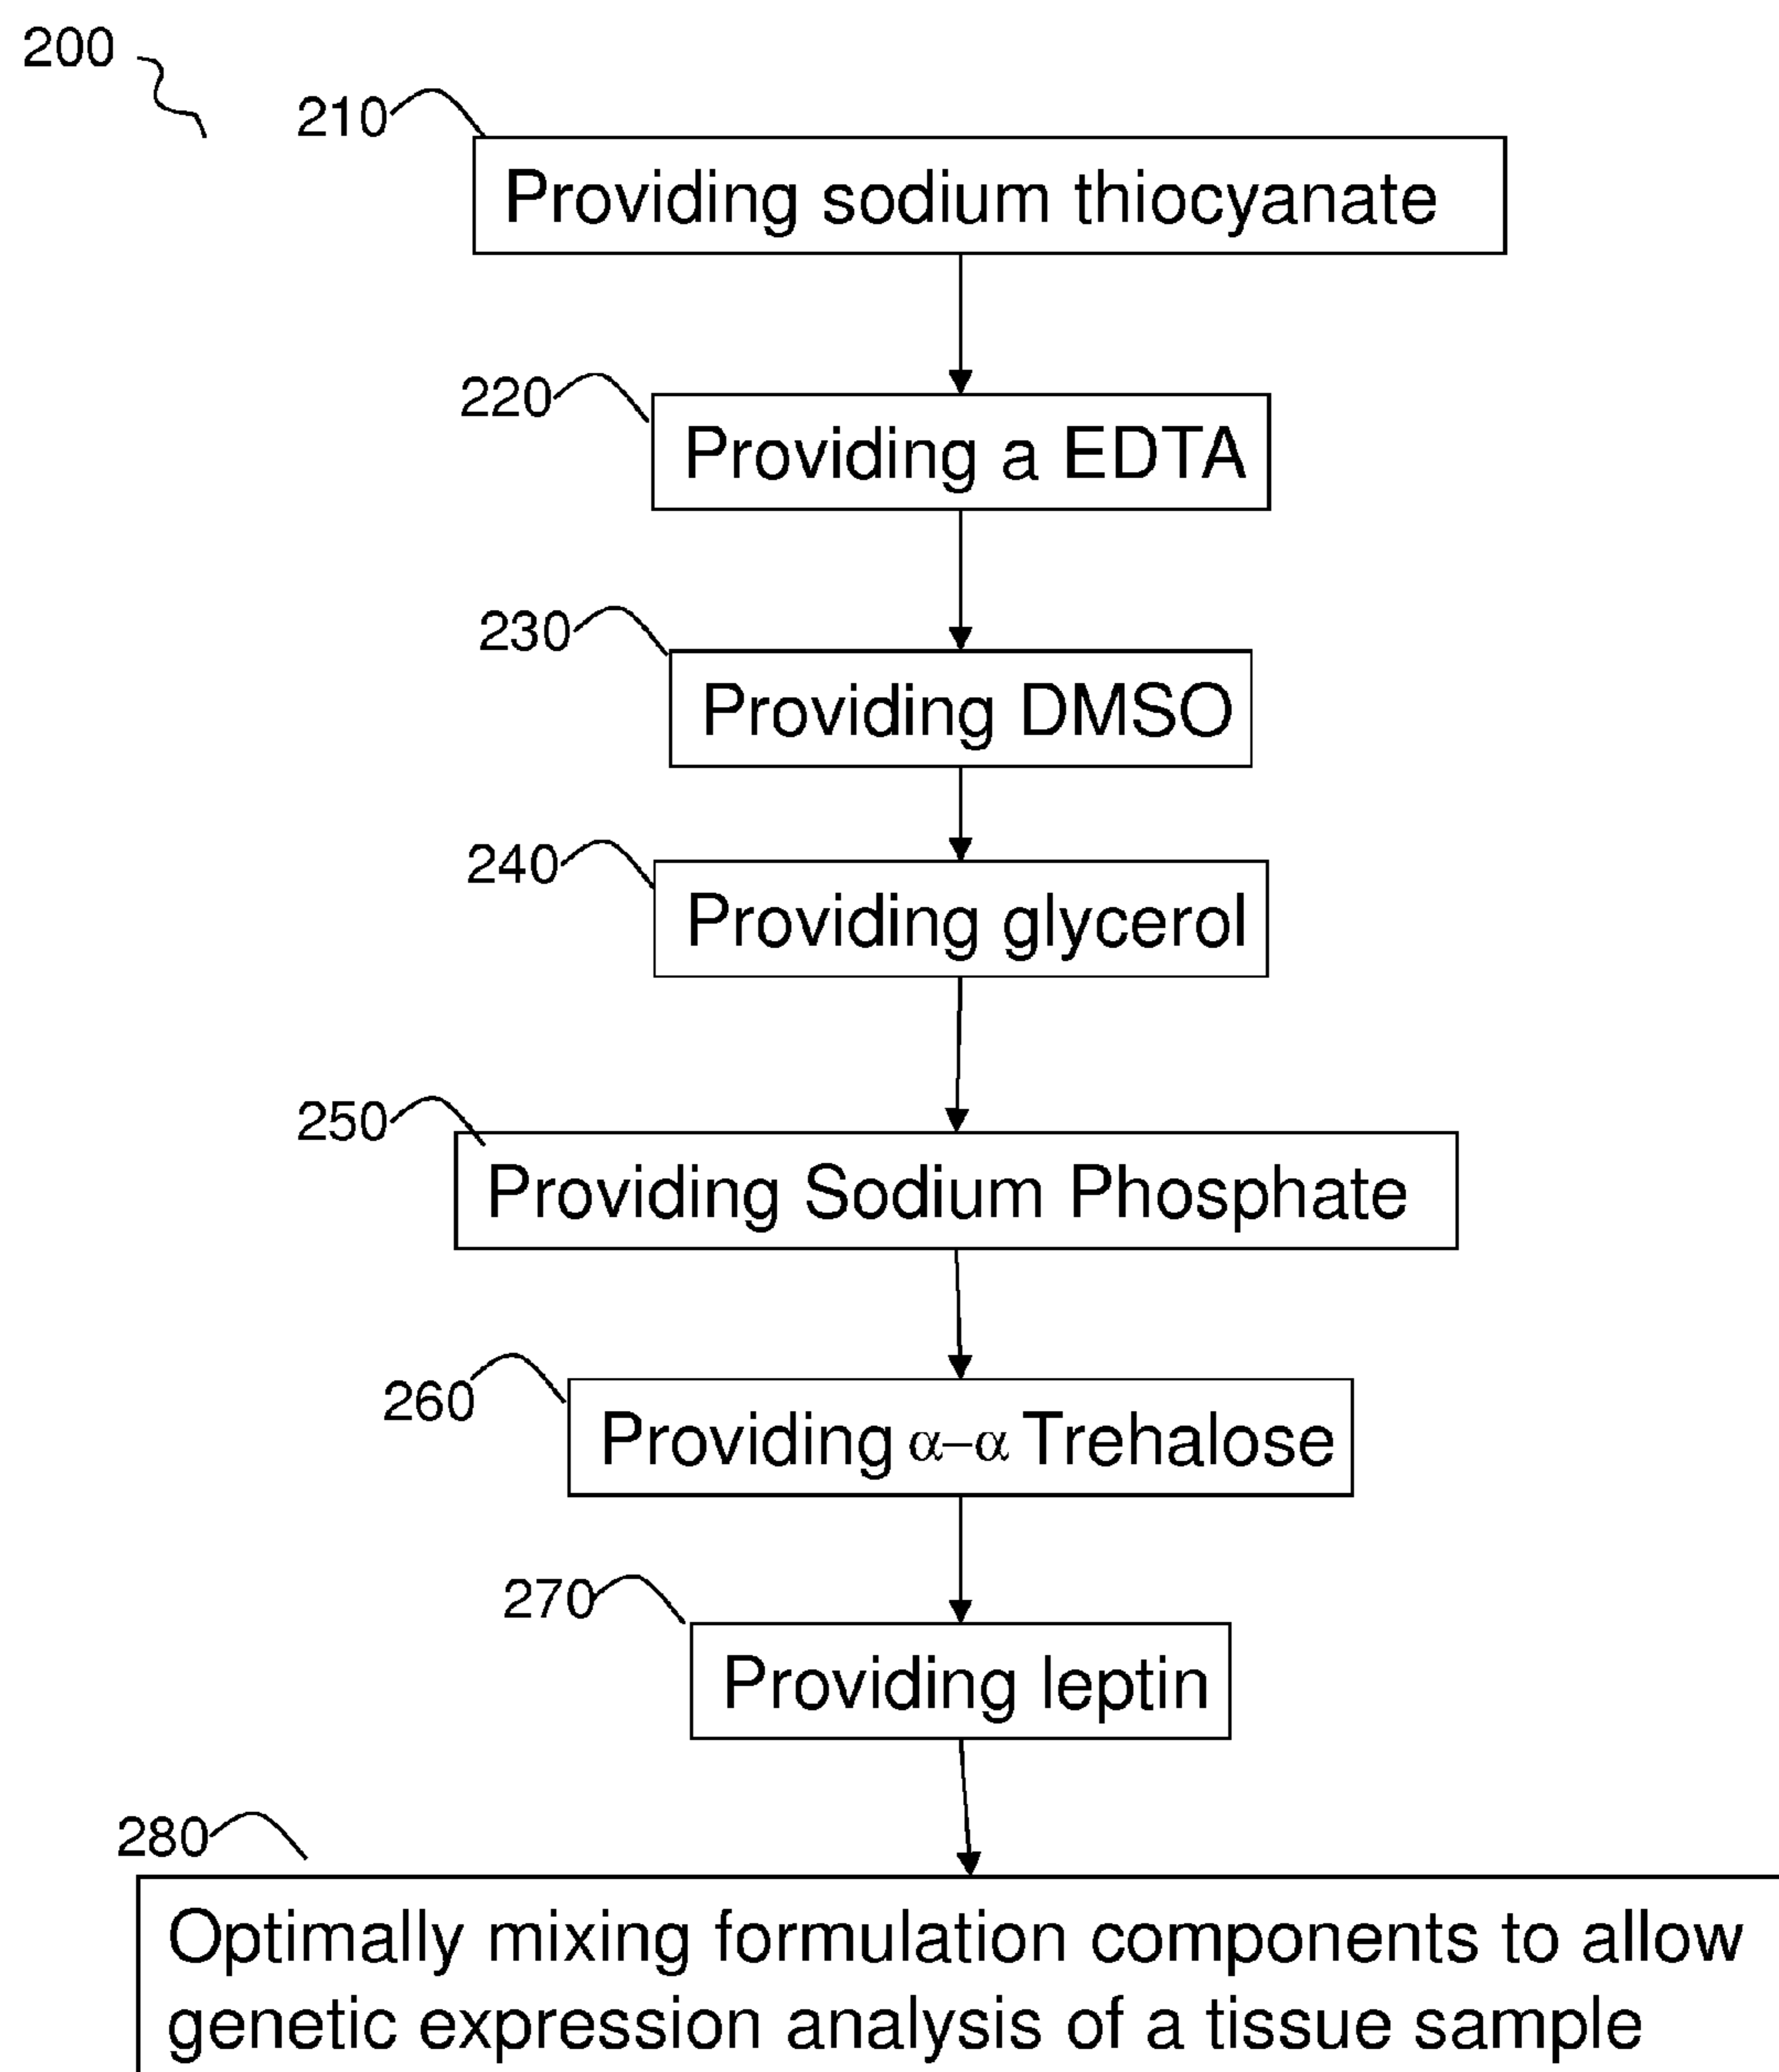 200
210
Providing sodium thiocyanate
220
Providing a EDTA
230
Providing DMSO
240
Providing glycerol
250
Providing Sodium Phosphate
260
Providing α–α Trehalose
270
Providing leptin
280
Optimally mixing formulation components to allow
genetic expression analysis of a tissue sample